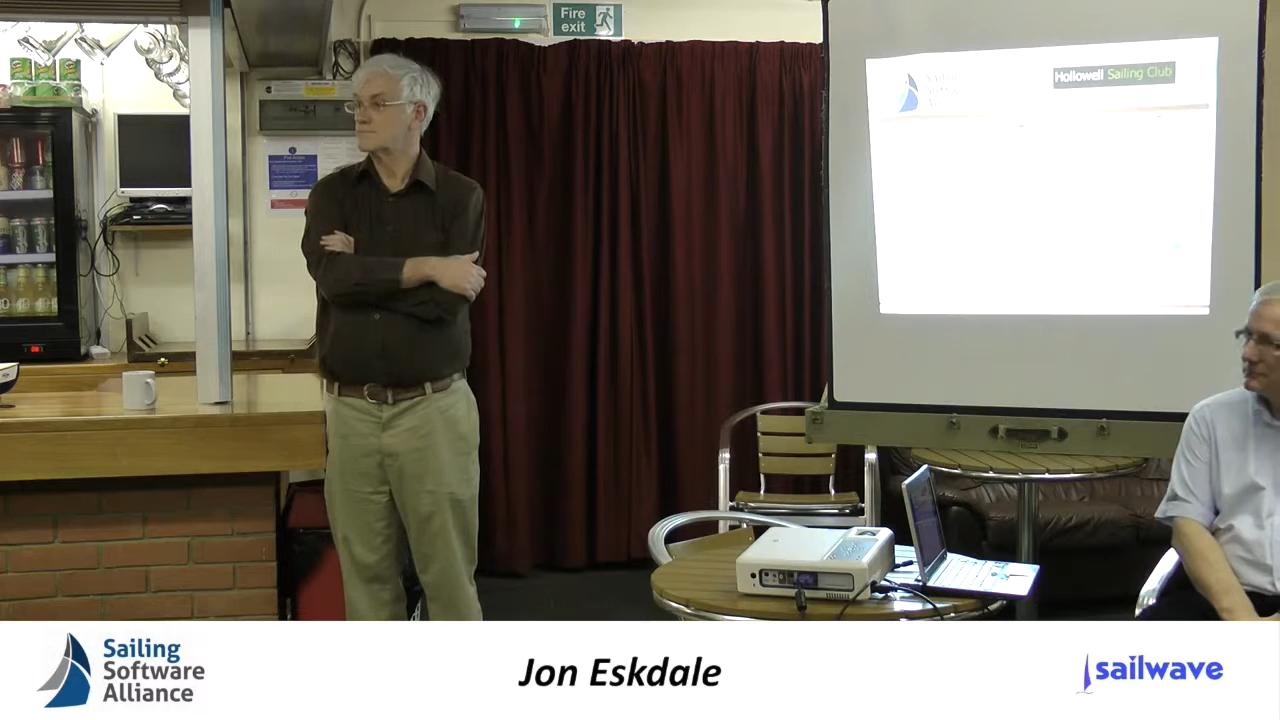 Fire
exit
Hollowell Sailing Club
Sailing
Software
Alliance
Jon Eskdale
sailwave